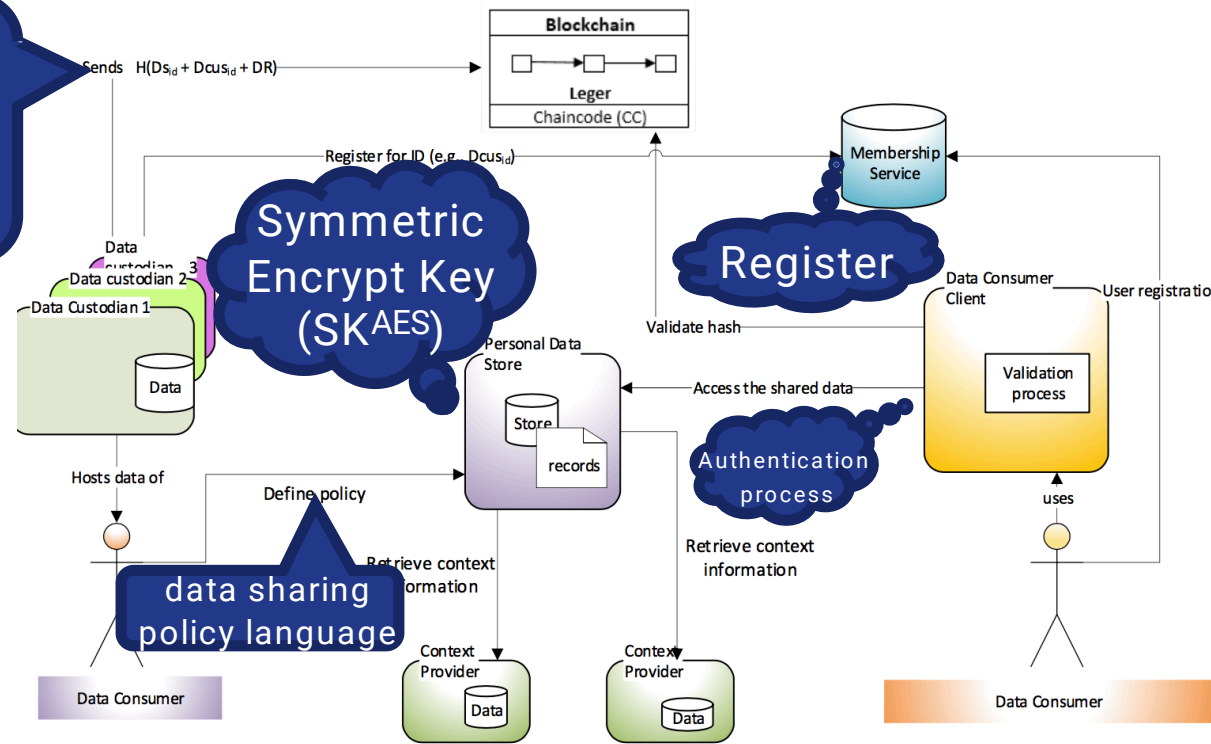 Blockchain
Sends H(Dsid + Dcusid + DR)
Leger
Chaincode (CC)
Register for ID (e.g., Dcusid)
Membership
Service
Symmetric
Encrypt Key
(SKAES)
Register
Data
custodian 3
Data custodian 2
Data Custodian 1
Data
Data Consumer
Client
User registratio
Validate hash
Personal Data
Store
Validation
process
Access the shared data
Store
records
Authentication
process
Hosts data of
Define policy
uses
Retrieve context
formation
Retrieve context
information
data sharing
policy language
Context
Provider
Data
Context
Provider
Data
Data Consumer
Data Consumer